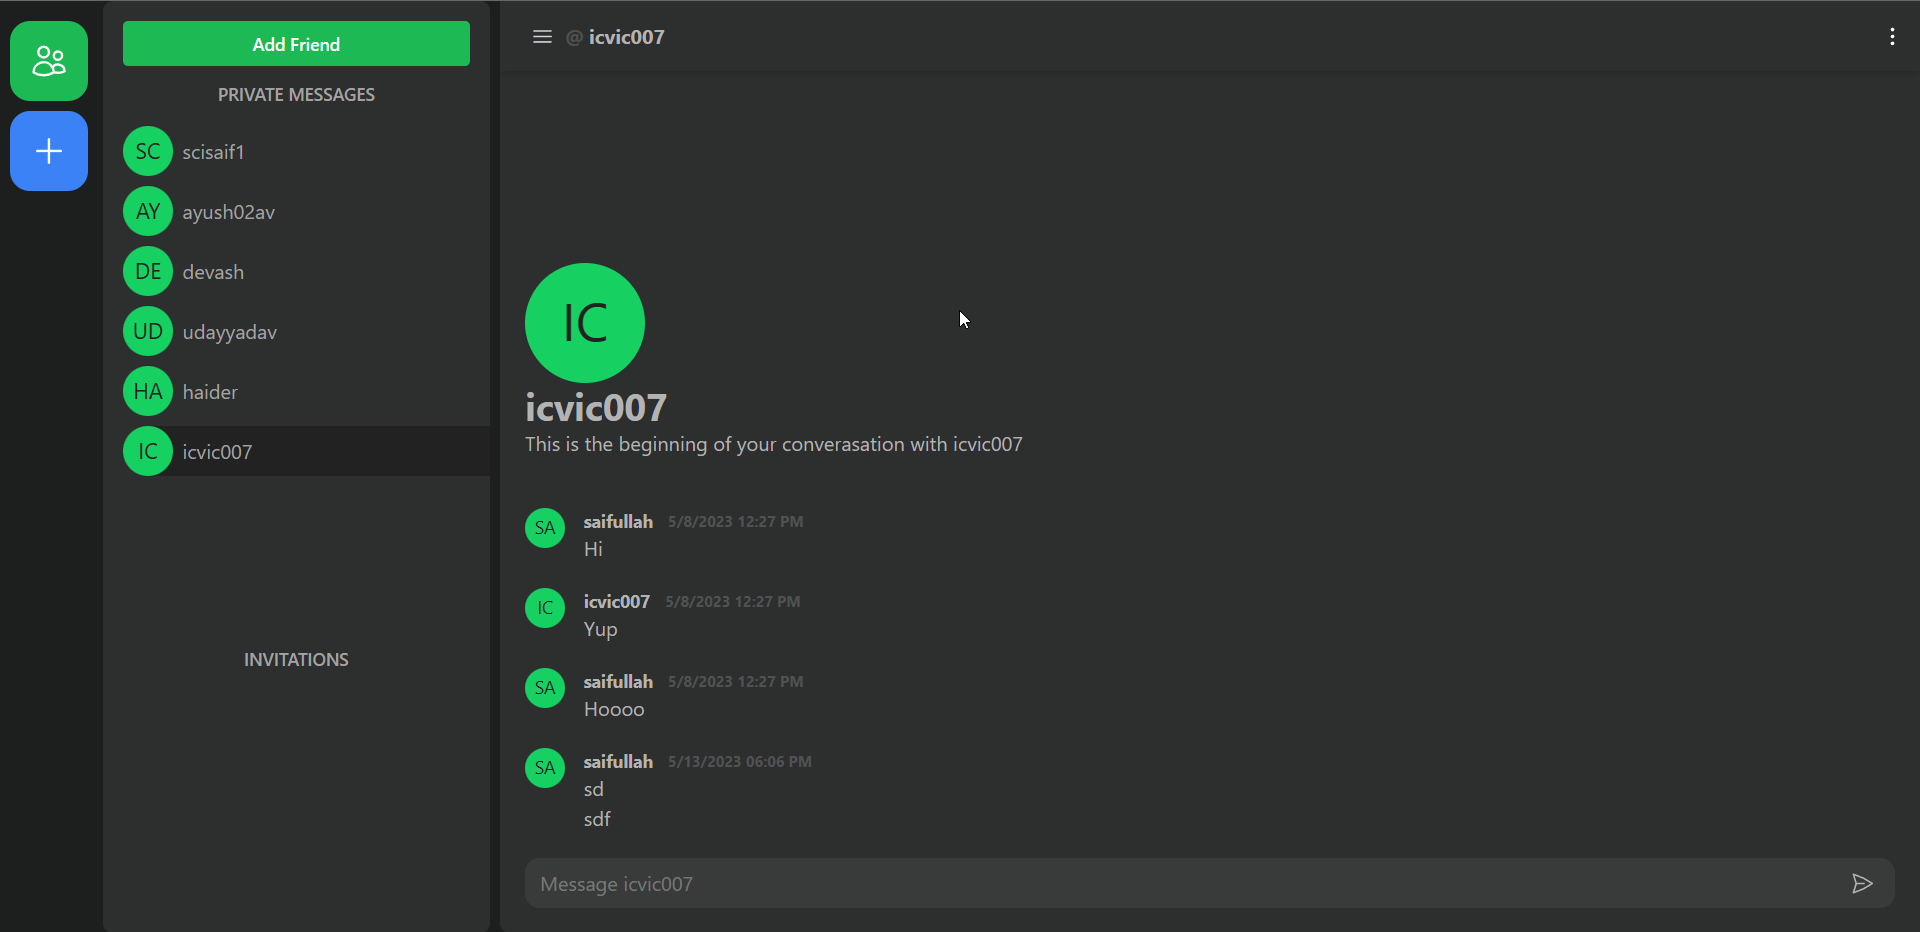 Add Friend
PRIVATE MESSAGES
SC scisaif1
AY ayush02av
DE devash
UD udayyadav
HA haider
IC icvic007
INVITATIONS
@ icvic007
IC
icvic007
This is the beginning of your converasation with icvic007
SA saifullah 5/8/2023 12:27 PM
Hi
IC icvic007 5/8/2023 12:27 PM
Yup
SA saifullah 5/8/2023 12:27 PM
Hoooo
SA saifullah 5/13/2023 06:06 PM
sd
sdf
Message icvic007